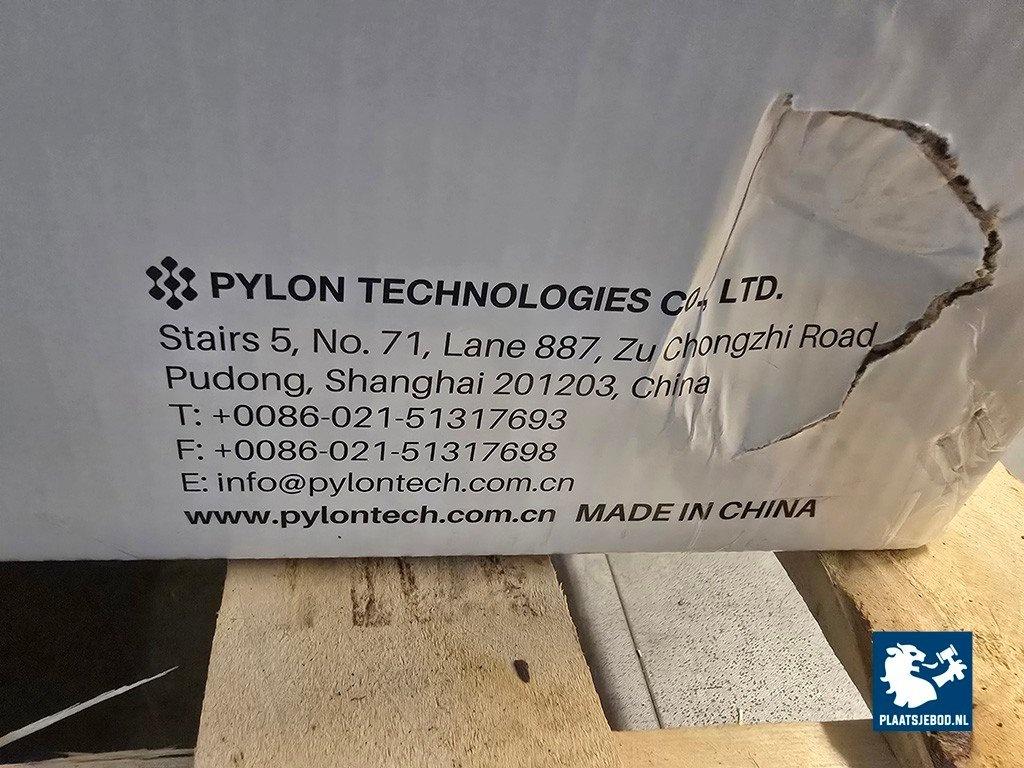 PYLON TECHNOLOGIES CO., LTD.
Stairs 5, No. 71, Lane 887, Zu Chongzhi Road
Pudong, Shanghai 201203, China
T: +0086-021-51317693
F: +0086-021-51317698
E: info@pylontech.com.cn
www.pylontech.com.cn MADE IN CHINA
PLAATSJEBOD.NL